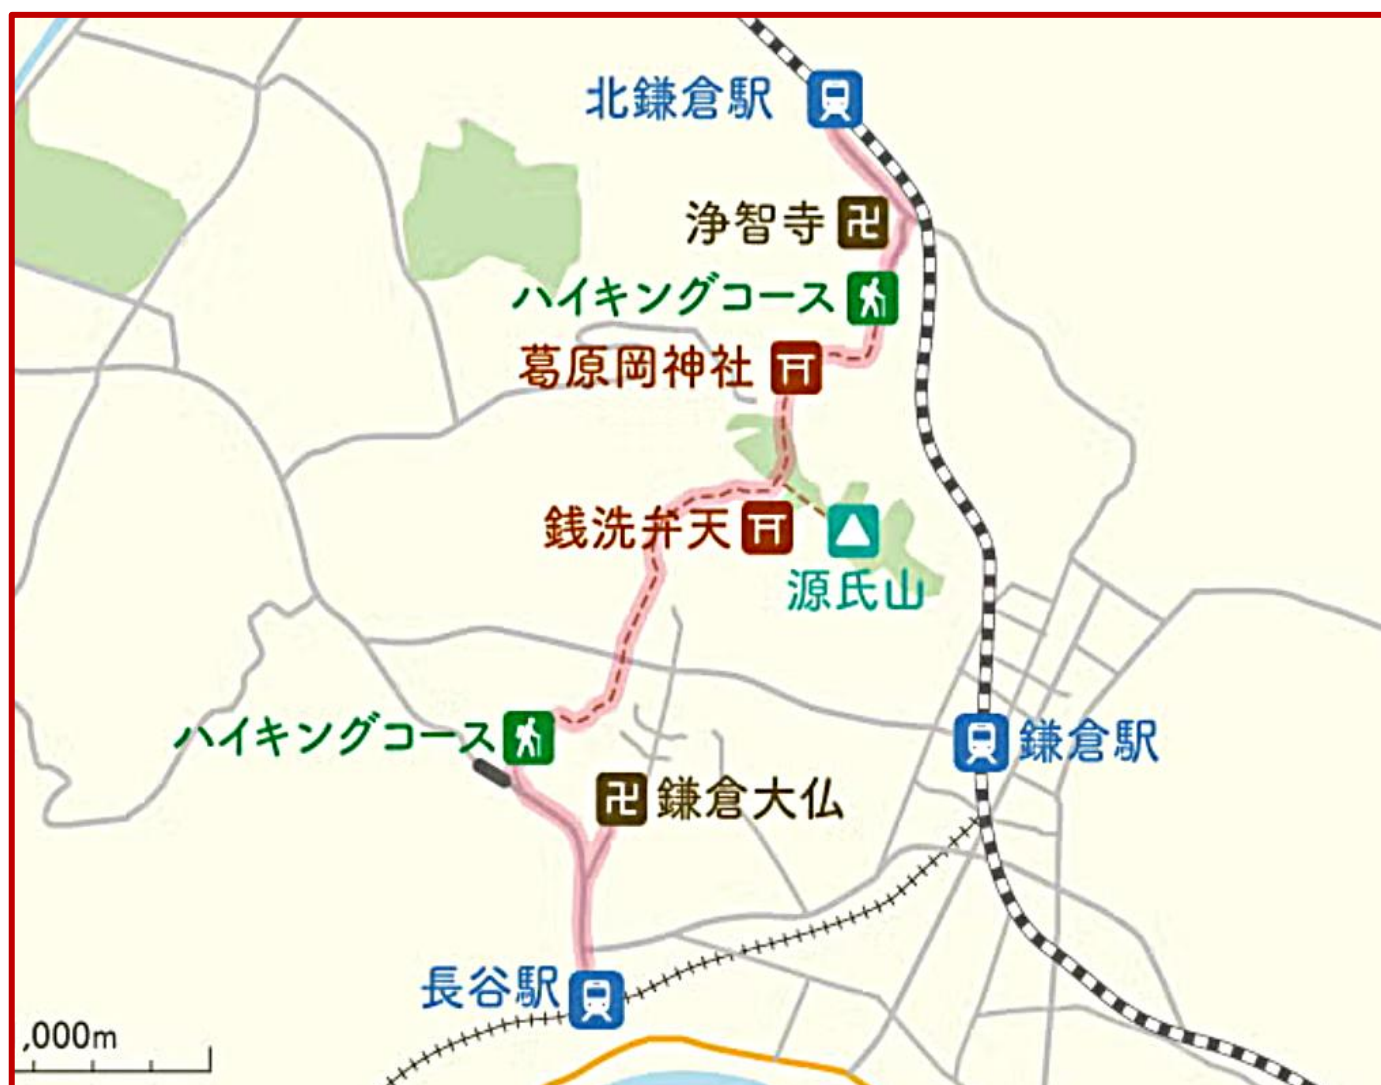 北鎌倉駅
浄智寺
ハイキングコース
葛原岡神社
銭洗弁天
源氏山
ハイキングコース
鎌倉駅
鎌倉大仏
長谷駅
,000m